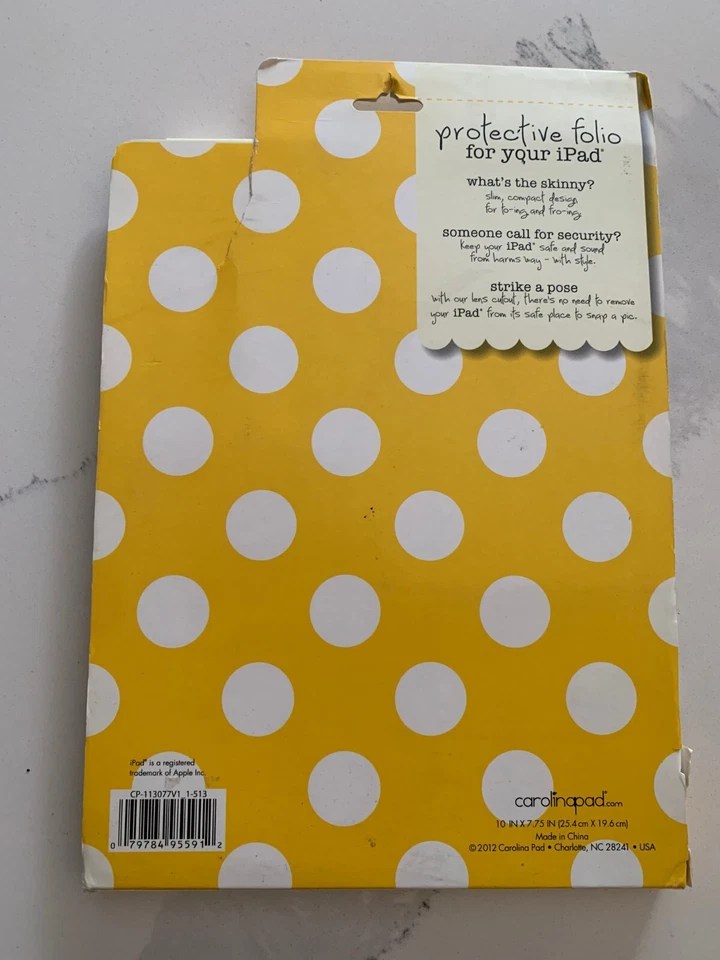 protective folio
for your iPad®
what's the skinny?
slim, compact design
for to-ing and fro-ing.
someone call for security?
keep your iPad® safe and sound
from harms way - with style.
strike a pose
with our lens cutout, there's no need to remove
your iPad® from its safe place to snap a pic.
iPad® is a registered
trademark of Apple Inc.
CP-113077V1_1-513
0 79784 95591 2
carolinapad.com
10 IN X 7.75 IN (25.4 cm X 19.6 cm)
Made in China
© 2012 Carolina Pad • Charlotte, NC 28241 • USA